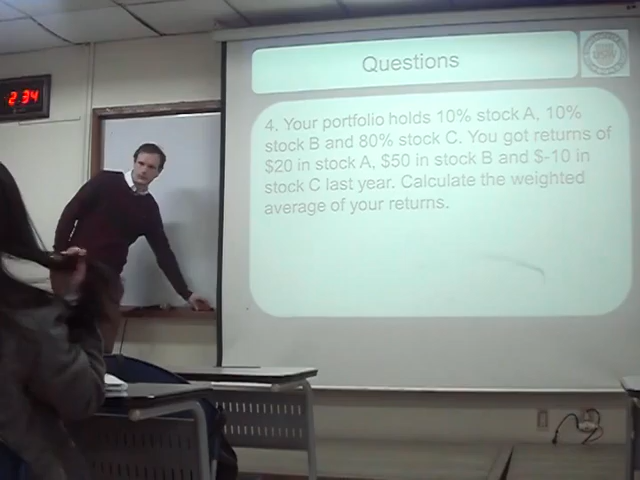 Questions
2:34
4. Your portfolio holds 10% stock A, 10%
stock B and 80% stock C. You got returns of
$20 in stock A, $50 in stock B and $-10 in
stock C last year. Calculate the weighted
average of your returns.